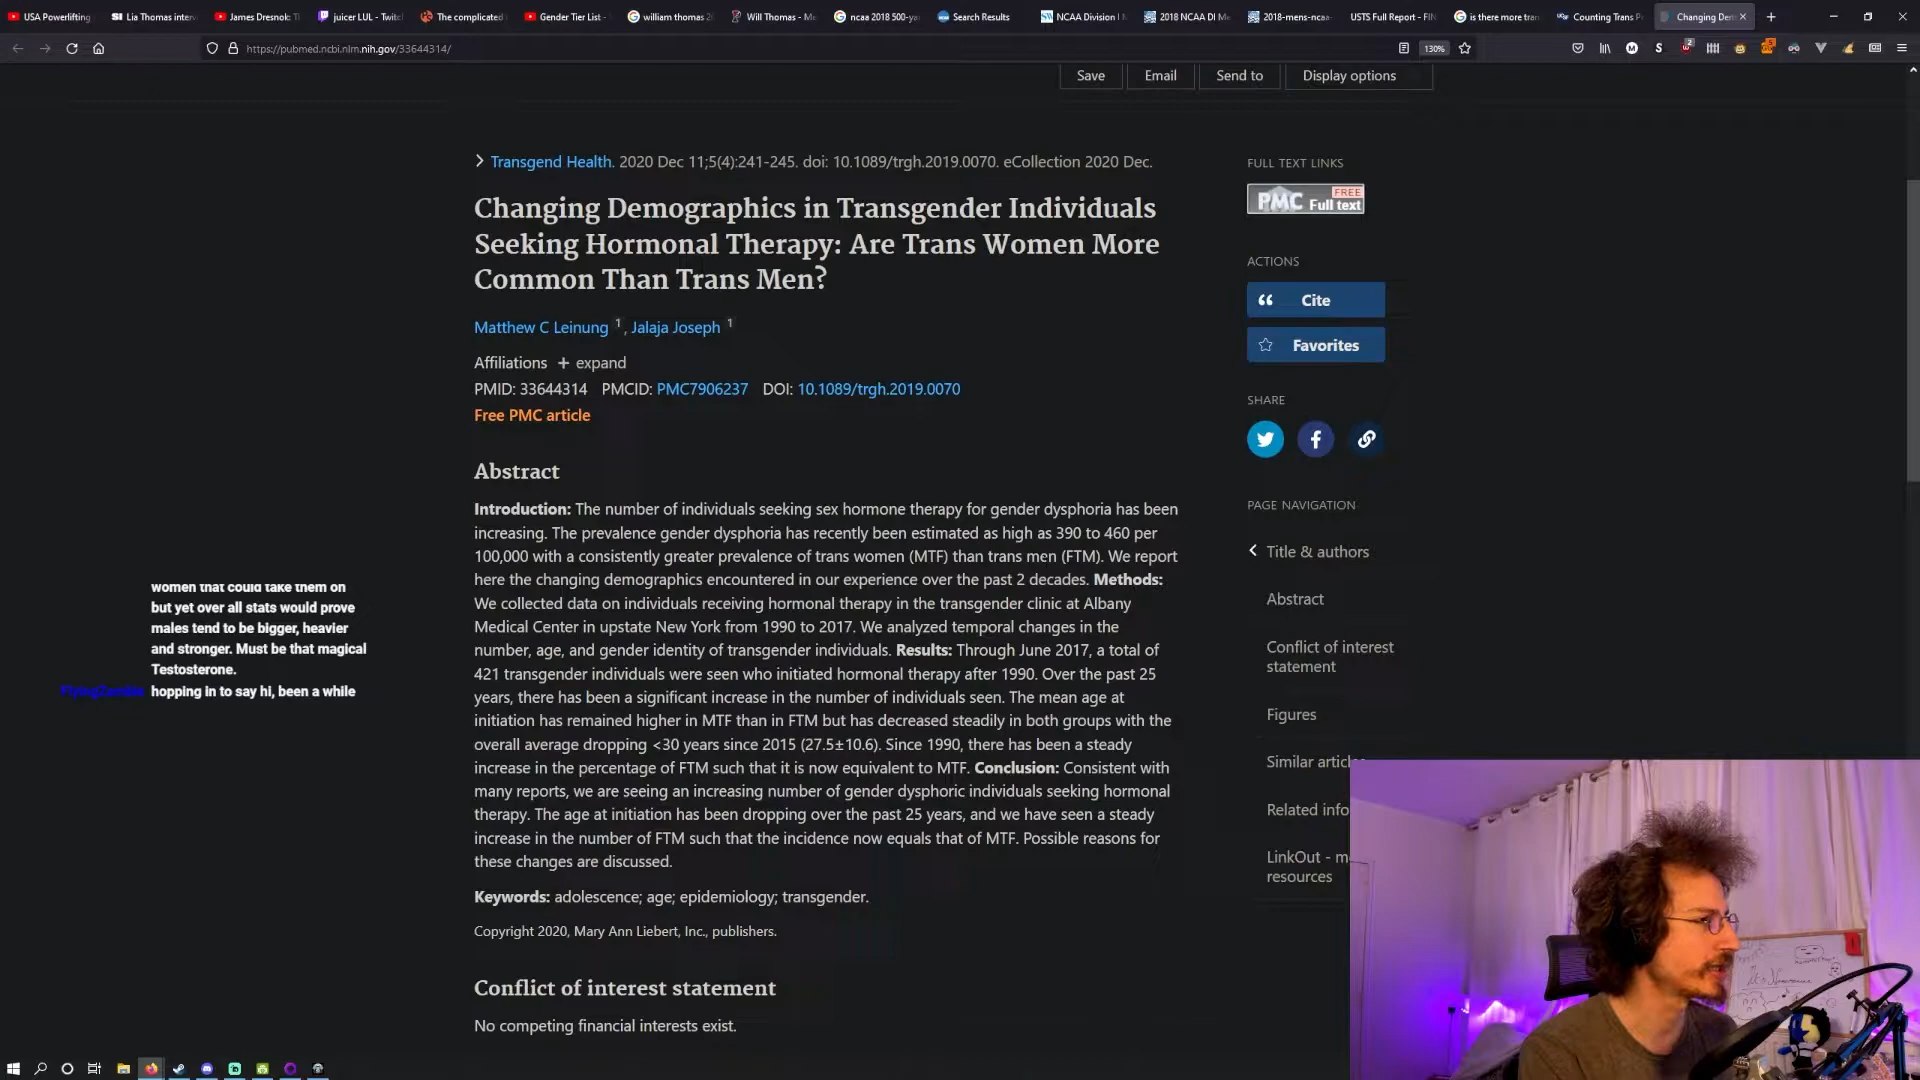 USA Powerlifting
Lia Thomas interv
James Dresnok: T
juicer LUL - Twitc
The complicated
Gender Tier List -
william thomas 2
Will Thomas - Me
ncaa 2018 500-ya
Search Results
NCAA Division I
2018 NCAA DI M
2018-mens-ncaa-
USTS Full Report - FIN
is there more tran
Counting Trans P
Changing Dem
https://pubmed.ncbi.nlm.nih.gov/33644314/
130%
Save
Email
Send to
Display options
Transgend Health. 2020 Dec 11;5(4):241-245. doi: 10.1089/trgh.2019.0070. eCollection 2020 Dec.
Changing Demographics in Transgender Individuals
Seeking Hormonal Therapy: Are Trans Women More
Common Than Trans Men?
Matthew C Leinung 1, Jalaja Joseph 1
Affiliations + expand
PMID: 33644314 PMCID: PMC7906237 DOI: 10.1089/trgh.2019.0070
Free PMC article
Abstract
Introduction: The number of individuals seeking sex hormone therapy for gender dysphoria has been
increasing. The prevalence gender dysphoria has recently been estimated as high as 390 to 460 per
100,000 with a consistently greater prevalence of trans women (MTF) than trans men (FTM). We report
here the changing demographics encountered in our experience over the past 2 decades. Methods:
We collected data on individuals receiving hormonal therapy in the transgender clinic at Albany
Medical Center in upstate New York from 1990 to 2017. We analyzed temporal changes in the
number, age, and gender identity of transgender individuals. Results: Through June 2017, a total of
421 transgender individuals were seen who initiated hormonal therapy after 1990. Over the past 25
years, there has been a significant increase in the number of individuals seen. The mean age at
initiation has remained higher in MTF than in FTM but has decreased steadily in both groups with the
overall average dropping <30 years since 2015 (27.5±10.6). Since 1990, there has been a steady
increase in the percentage of FTM such that it is now equivalent to MTF. Conclusion: Consistent with
many reports, we are seeing an increasing number of gender dysphoric individuals seeking hormonal
therapy. The age at initiation has been dropping over the past 25 years, and we have seen a steady
increase in the number of FTM such that the incidence now equals that of MTF. Possible reasons for
these changes are discussed.
Keywords: adolescence; age; epidemiology; transgender.
Copyright 2020, Mary Ann Liebert, Inc., publishers.
Conflict of interest statement
No competing financial interests exist.
FULL TEXT LINKS
PMC FREE
Full text
ACTIONS
Cite
Favorites
SHARE
PAGE NAVIGATION
Title & authors
Abstract
Conflict of interest
statement
Figures
Similar article
Related info
LinkOut - m
resources
women that could take them on
but yet over all stats would prove
males tend to be bigger, heavier
and stronger. Must be that magical
Testosterone.
FlyingZambie hopping in to say hi, been a while